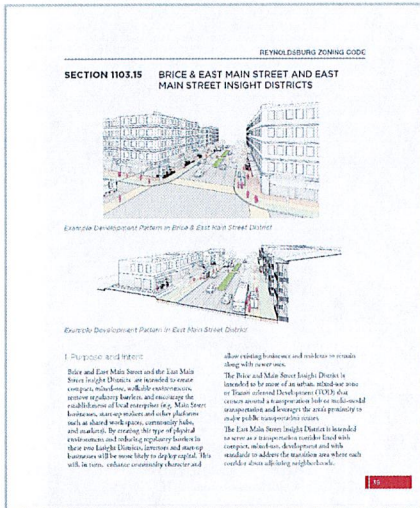 REYNOLDSBURG ZONING CODE
SECTION 1103.15 BRICE & EAST MAIN STREET AND EAST
MAIN STREET INSIGHT DISTRICTS
Example Development Pattern in Brice & East Main Street District
Example Development Pattern in East Main Street District
1. Purpose and Intent
Brice and East Main Street and the East Main
Street Insight Districts are intended to create
compact, mixed-use, walkable environments,
remove regulatory barriers, and encourage the
establishment of local enterprises (e.g. Main Street
businesses, start-up makers and other platforms
such as shared workspaces, community hubs,
and markets). By creating this type of physical
environment and reducing regulatory burdens in
these two Insight Districts, investors and start-up
businesses will be more likely to deploy capital. This
will, in turn, enhance community character and
allow existing businesses and residents to remain
along with newer ones.
The Brice and Main Street Insight District is
intended to be more of an urban, mixed-use zone
or Transit oriented Development (TOD) that
centers around a transportation hub or multi-modal
transportation and leverages the area's proximity to
major public transportation routes.
The East Main Street Insight District is intended
to serve as a transportation corridor lined with
compact, mixed-use, development and with
standards to address the transition area where each
corridor abuts adjoining neighborhoods.